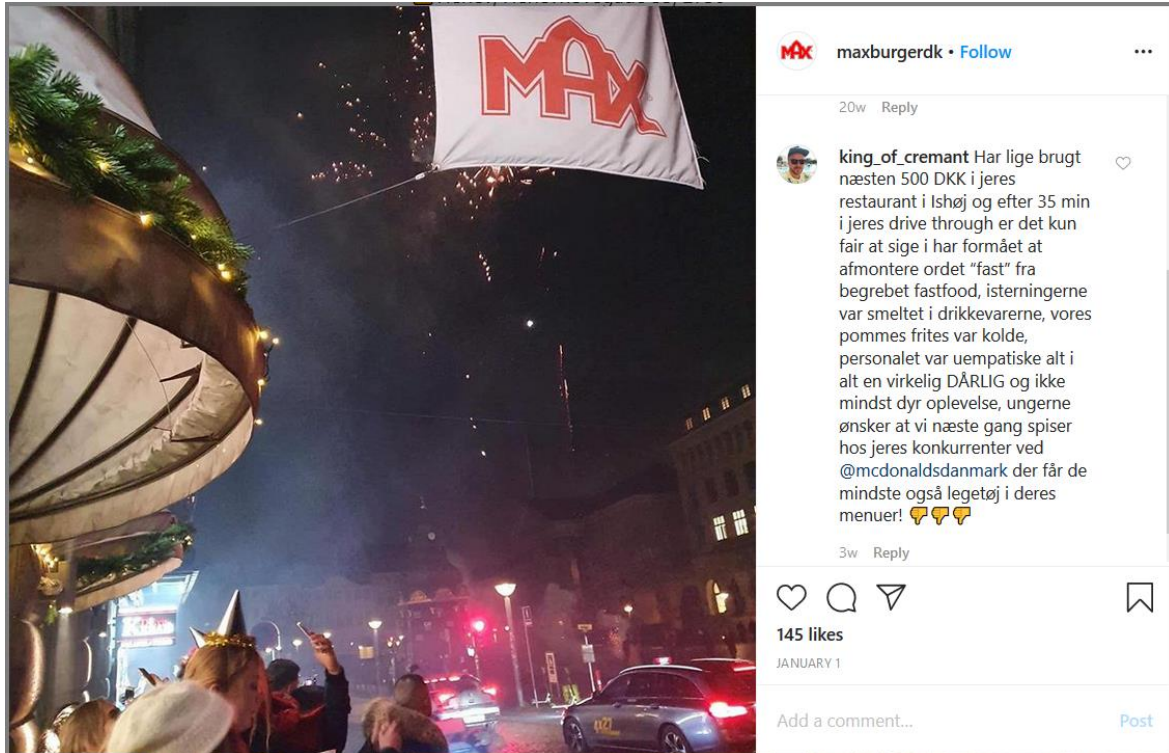 MAX
4x27
MAX
maxburgerdk • Follow
20w Reply
king_of_cremant Har lige brugt
næsten 500 DKK i jeres
restaurant i Ishøj og efter 35 min
i jeres drive through er det kun
fair at sige i har formået at
afmontere ordet “fast” fra
begrebet fastfood, isterningerne
var smeltet i drikkevarerne, vores
pommes frites var kolde,
personalet var uempatiske alt i
alt en virkelig DÅRLIG og ikke
mindst dyr oplevelse, ungerne
ønsker at vi næste gang spiser
hos jeres konkurrenter ved
@mcdonaldsdanmark der får de
mindste også legetøj i deres
menuer! 👎👎👎
3w Reply
145 likes
JANUARY 1
Add a comment...
Post